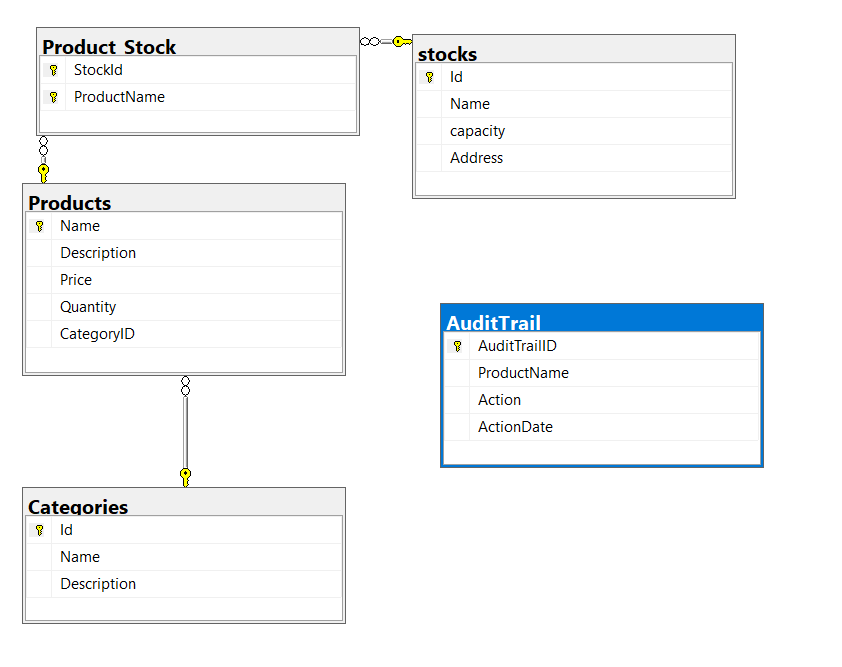 Product_Stock
StockId
ProductName
stocks
Id
Name
capacity
Address
Products
Name
Description
Price
Quantity
CategoryID
AuditTrail
AuditTrailID
ProductName
Action
ActionDate
Categories
Id
Name
Description